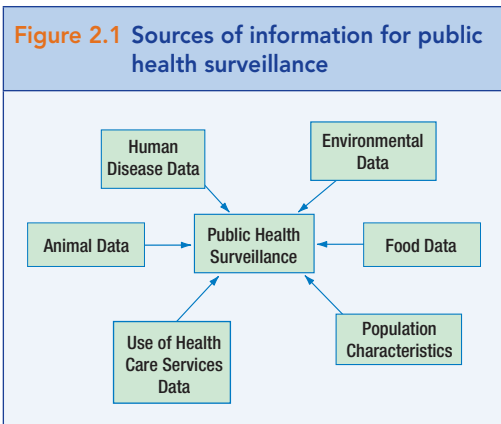 Figure 2.1 Sources of information for public
health surveillance
Human
Disease Data
Environmental
Data
Animal Data
Public Health
Surveillance
Food Data
Use of Health
Care Services
Data
Population
Characteristics